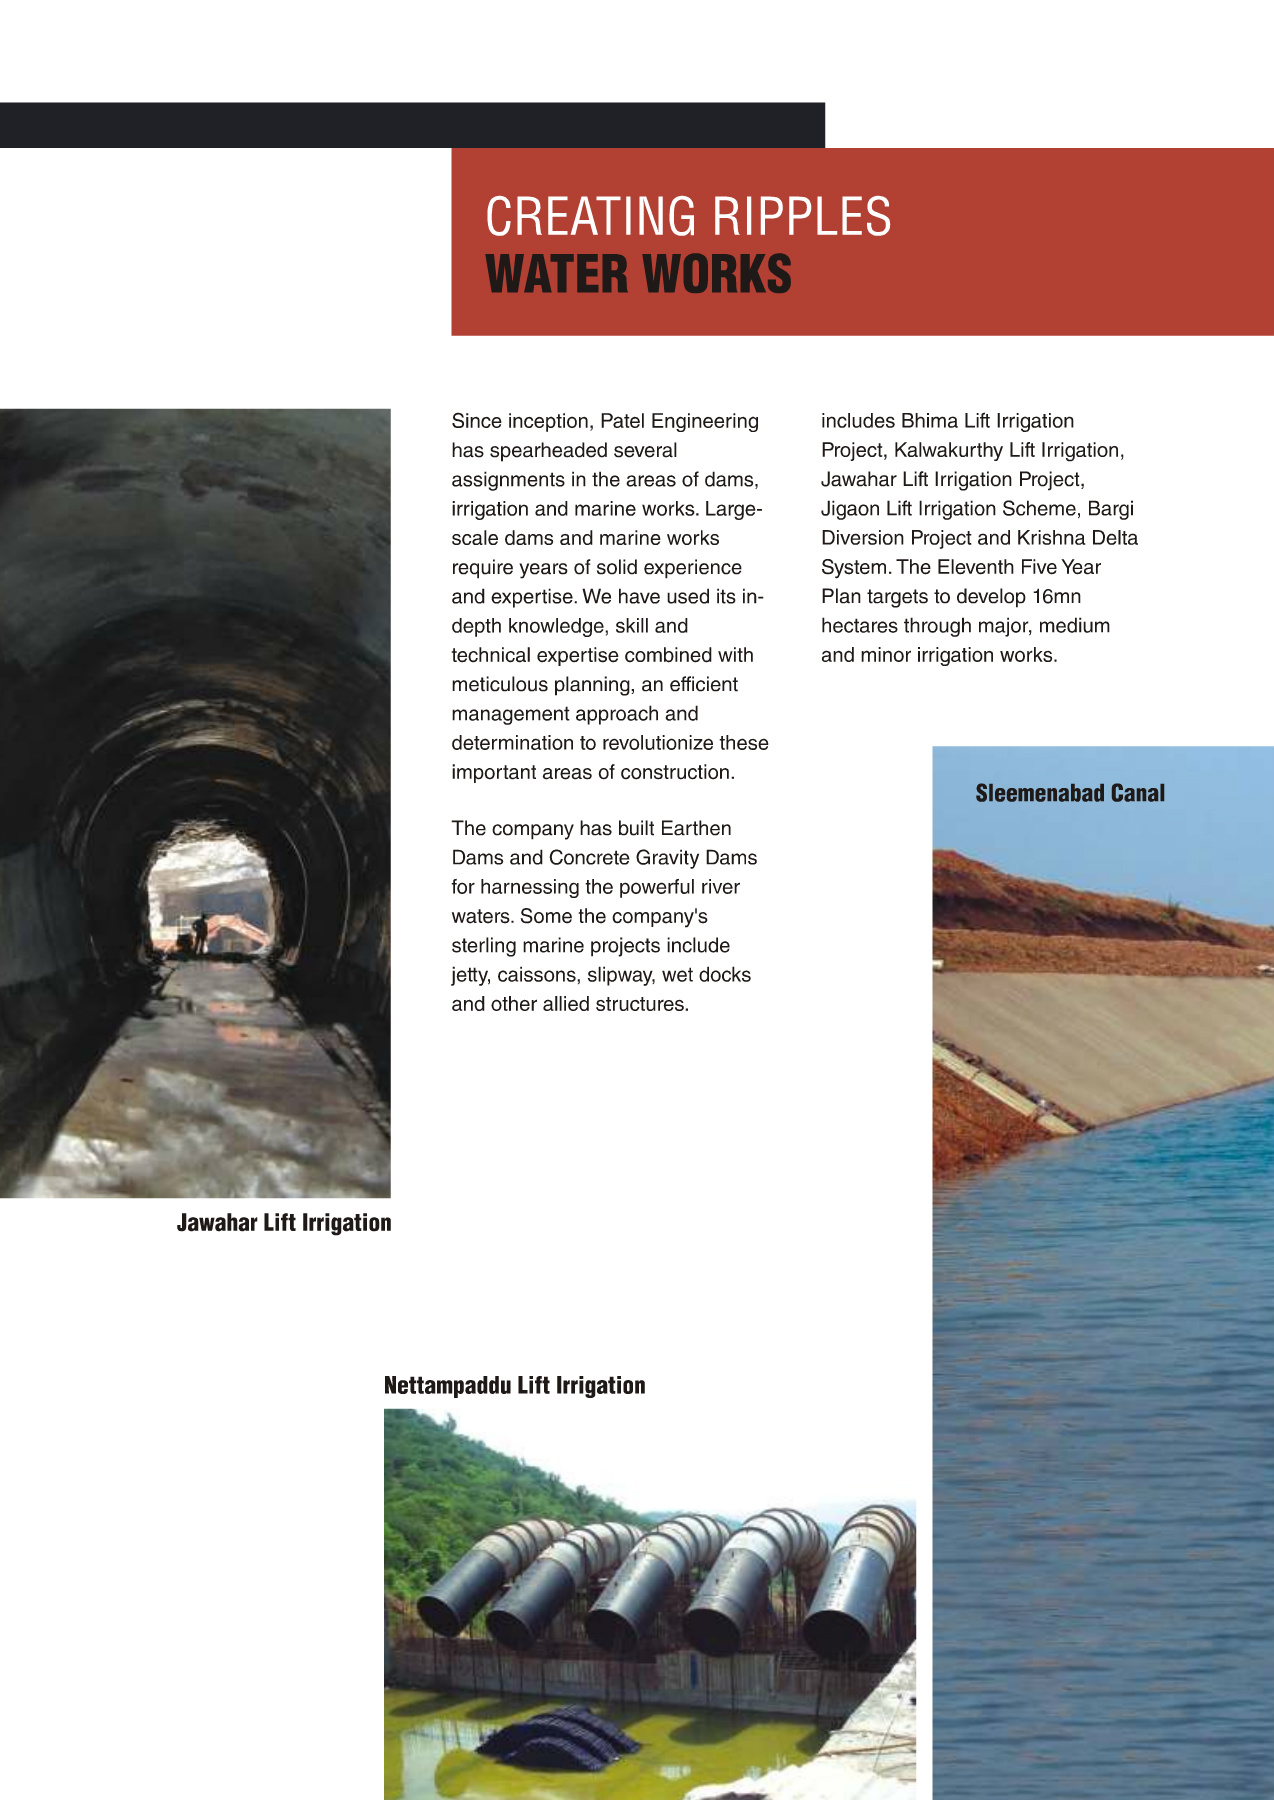 CREATING RIPPLES
WATER WORKS
Since inception, Patel Engineering
has spearheaded several
assignments in the areas of dams,
irrigation and marine works. Large-
scale dams and marine works
require years of solid experience
and expertise. We have used its in-
depth knowledge, skill and
technical expertise combined with
meticulous planning, an efficient
management approach and
determination to revolutionize these
important areas of construction.
The company has built Earthen
Dams and Concrete Gravity Dams
for harnessing the powerful river
waters. Some the company's
sterling marine projects include
jetty, caissons, slipway, wet docks
and other allied structures.
includes Bhima Lift Irrigation
Project, Kalwakurthy Lift Irrigation,
Jawahar Lift Irrigation Project,
Jigaon Lift Irrigation Scheme, Bargi
Diversion Project and Krishna Delta
System. The Eleventh Five Year
Plan targets to develop 16mn
hectares through major, medium
and minor irrigation works.
Sleemenabad Canal
Jawahar Lift Irrigation
Nettampaddu Lift Irrigation